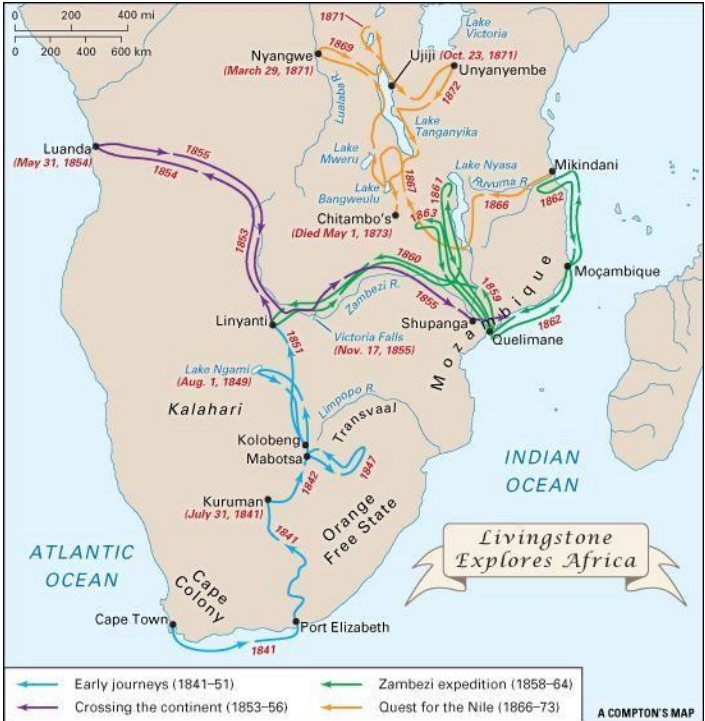 0 200 400 mi
0 200 400 600 km
1871
Lake
Victoria
Nyangwe
(March 29, 1871)
1869
Ujiji (Oct. 23, 1871)
Unyanyembe
1872
Lualaba R.
Lake
Tanganyika
Luanda
(May 31, 1854)
1855
1854
Lake
Mweru
Lake Nyasa
Mikindani
1867
1861
Ruvuma R.
Lake
Bangweulu
1866
1862
Chitambo's
(Died May 1, 1873)
1863
1853
1860
Zambezi R.
1855
1859
Moçambique
Mozambique
Linyanti
Shupanga
1862
Quelimane
1851
Victoria Falls
(Nov. 17, 1855)
Lake Ngami
(Aug. 1, 1849)
Kalahari
Limpopo R.
Transvaal
Kolobeng
Mabotsa
1847
1842
INDIAN
OCEAN
Kuruman
(July 31, 1841)
1841
Orange
Free State
Livingstone
Explores Africa
ATLANTIC
OCEAN
Cape
Colony
Cape Town
Port Elizabeth
1841
Early journeys (1841–51)
Zambezi expedition (1858–64)
Crossing the continent (1853–56)
Quest for the Nile (1866–73)
A COMPTON'S MAP